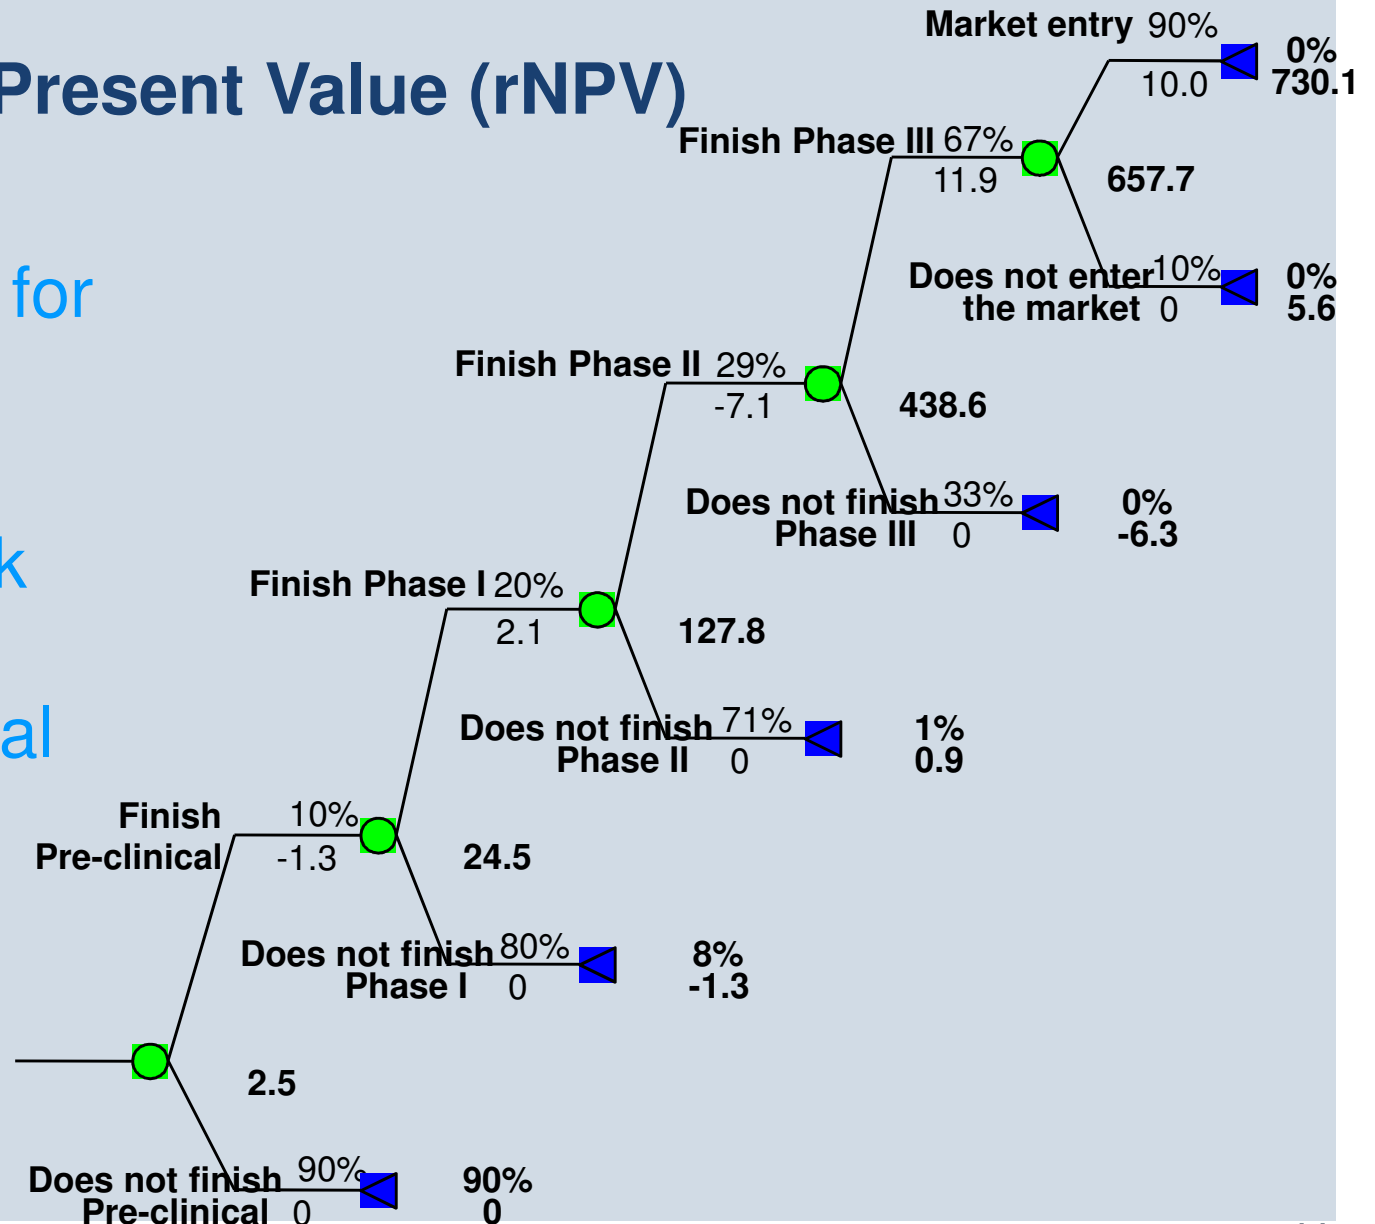 Market entry 90%
0%
10.0
730.1
Present Value (rNPV)
Finish Phase III 67%
11.9
657.7
for
Does not enter 10%
0%
the market 0
5.6
Finish Phase II 29%
-7.1
438.6
Does not finish 33%
0%
Phase III 0
-6.3
k
Finish Phase I 20%
2.1
127.8
al
Does not finish 71%
1%
Phase II 0
0.9
Finish 10%
Pre-clinical -1.3
24.5
Does not finish 80%
8%
Phase I 0
-1.3
2.5
Does not finish 90%
90%
Pre-clinical 0
0